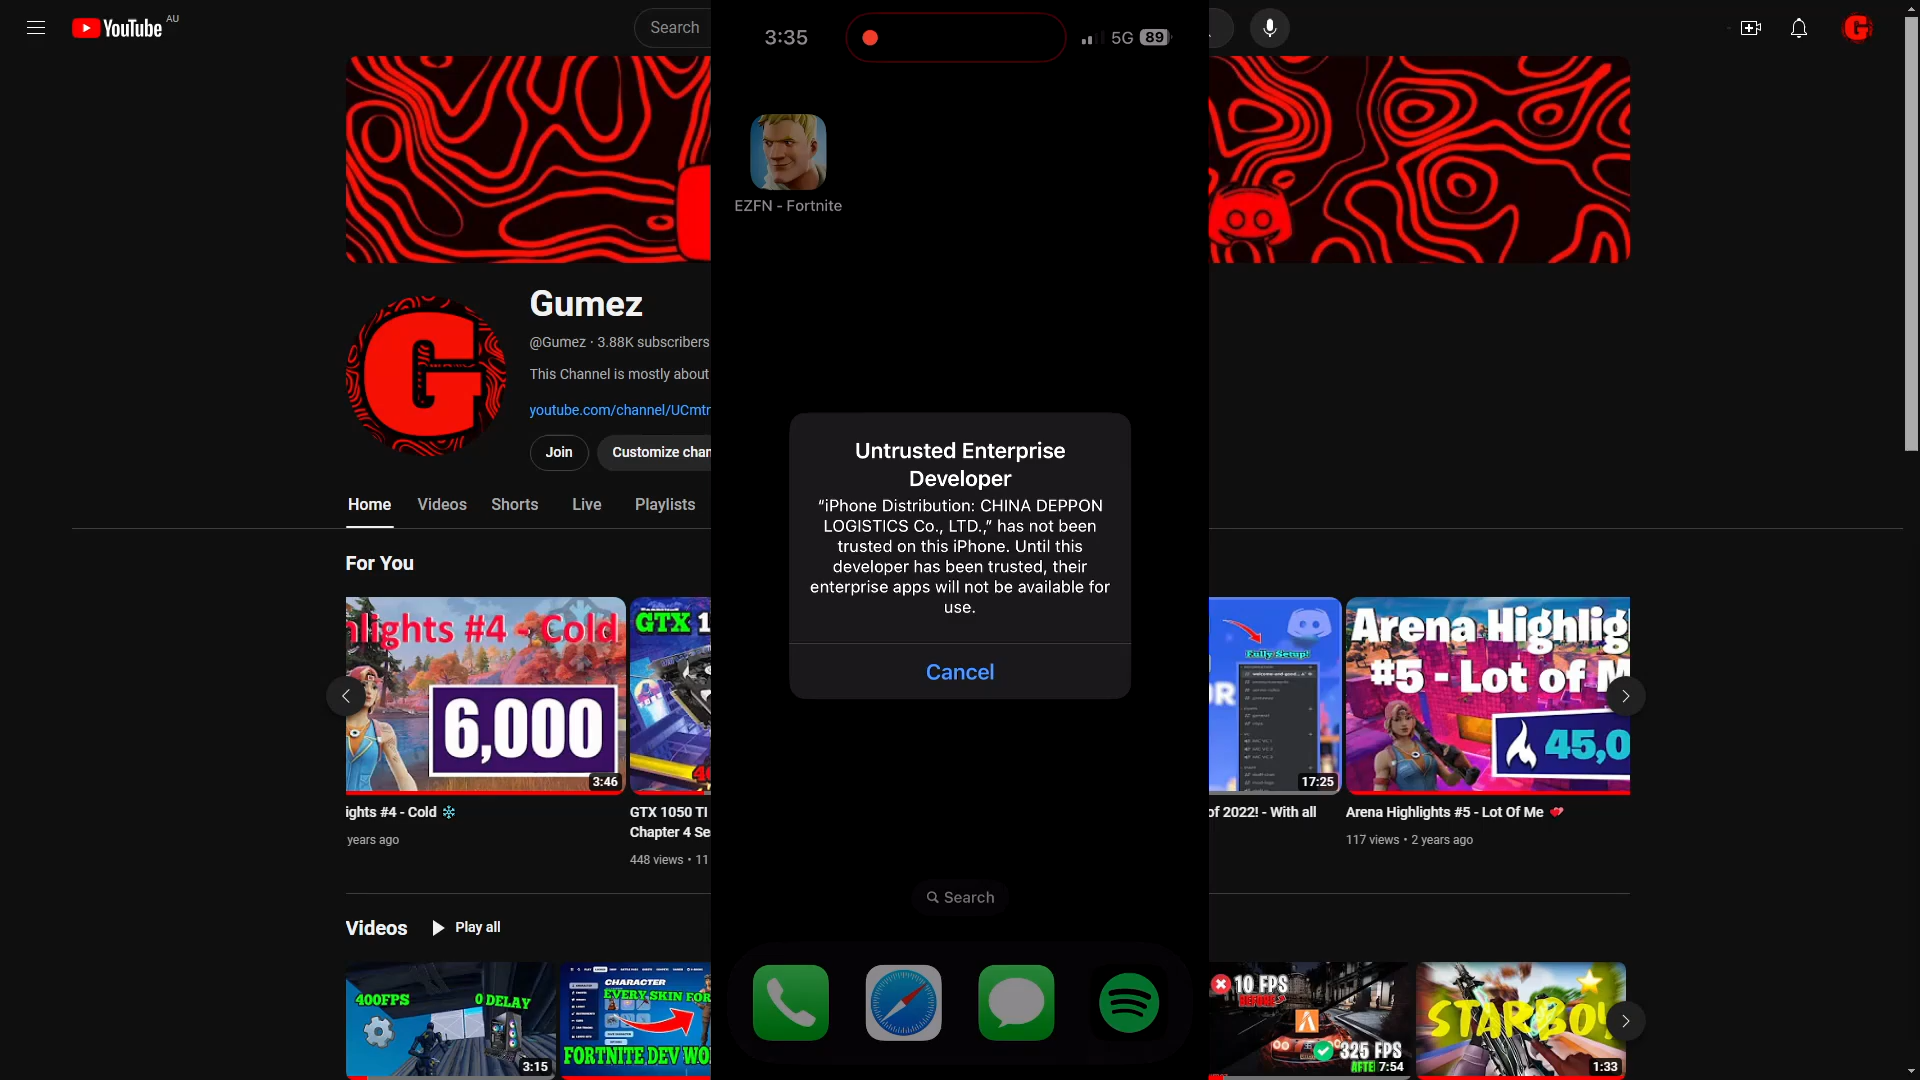 YouTube AU
Search
3:35
5G 89
EZFN - Fortnite
Gumez
@Gumez · 3.88K subscribers
This Channel is mostly about
youtube.com/channel/UCmtr
Join
Customize chan
Home Videos Shorts Live Playlists
Untrusted Enterprise
Developer
“iPhone Distribution: CHINA DEPPON
LOGISTICS Co., LTD.,” has not been
trusted on this iPhone. Until this
developer has been trusted, their
enterprise apps will not be available for
use.
Cancel
For You
hlights #4 - Cold
6,000
3:46
ights #4 - Cold ❄
years ago
GTX 1
GTX 1050 TI
Chapter 4 Se
448 views • 11
Fully Setup!
OR
17:25
of 2022! - With all
Arena Highlig
#5 - Lot of M
45,0
Arena Highlights #5 - Lot Of Me
117 views • 2 years ago
Search
Videos
Play all
400FPS
0 DELAY
3:15
CHARACTER
EVERY SKIN FOR
FORTNITE DEV WO
10 FPS
BEFORE
325 FPS
AFTE 7:54
STARBOY
1:33